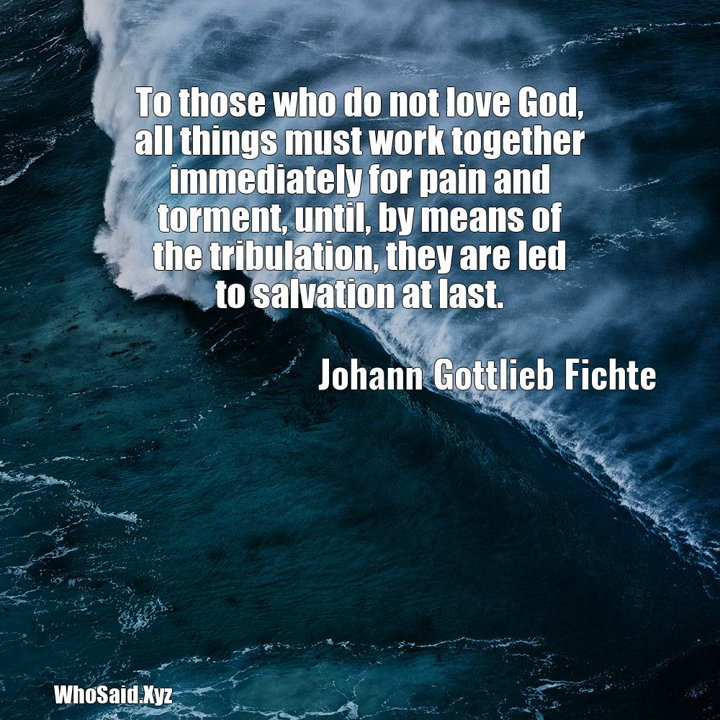 To those who do not love God,
all things must work together
immediately for pain and
torment, until, by means of
the tribulation, they are led
to salvation at last.
Johann Gottlieb Fichte
WhoSaid.Xyz